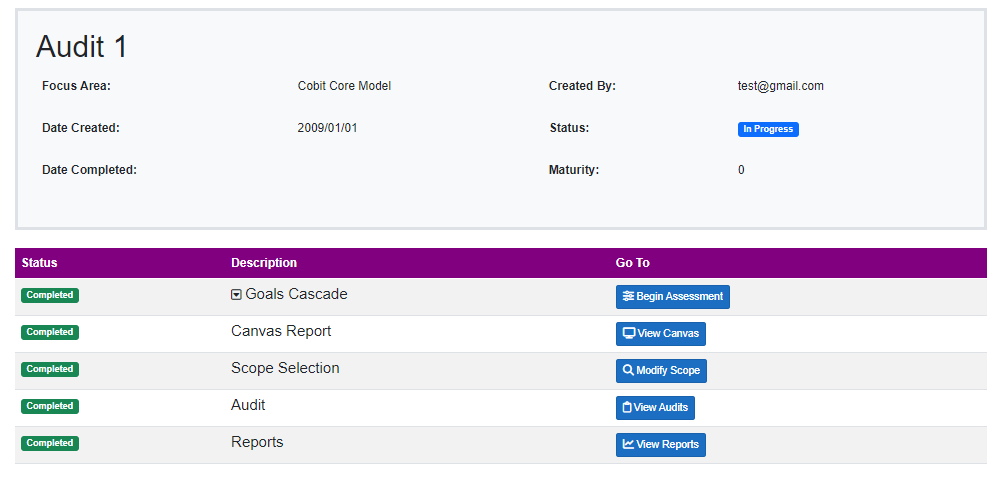 Audit 1
Focus Area: Cobit Core Model Created By: test@gmail.com
Date Created: 2009/01/01 Status: In Progress
Date Completed: Maturity: 0
Status Description Go To
Completed Goals Cascade Begin Assessment
Completed Canvas Report View Canvas
Completed Scope Selection Modify Scope
Completed Audit View Audits
Completed Reports View Reports